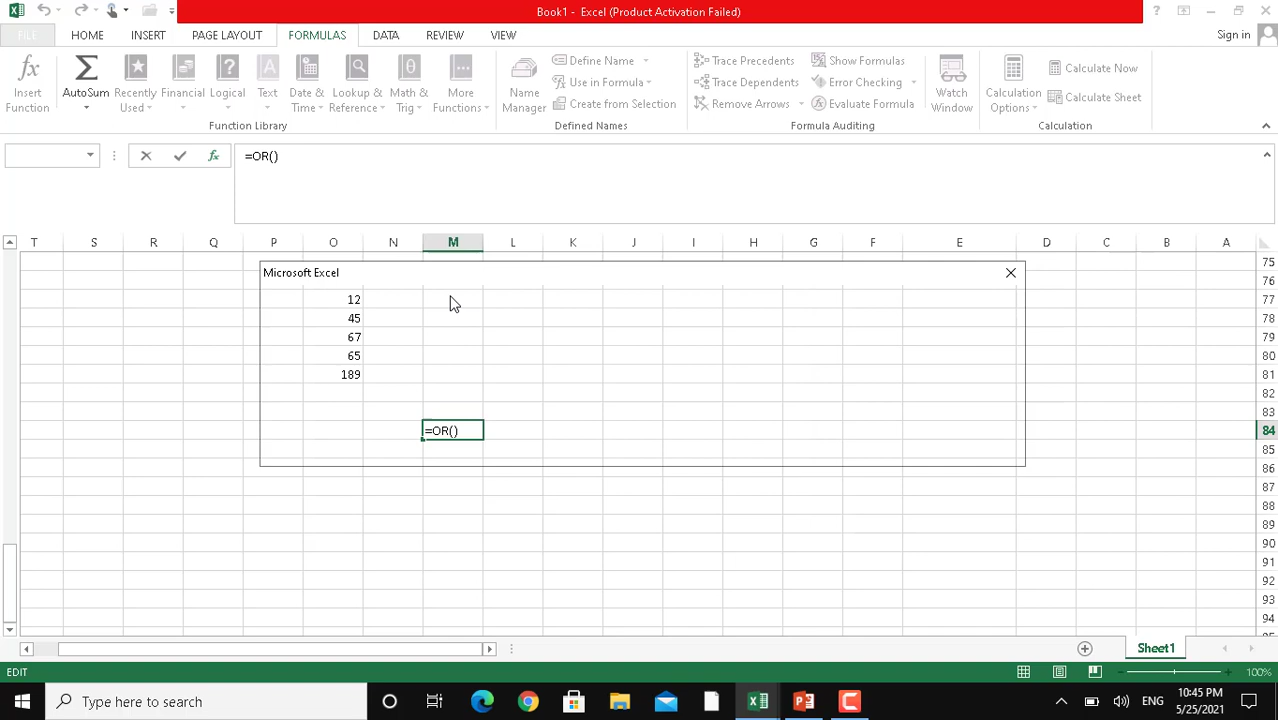 Book1 - Excel (Product Activation Failed)
?
FILE HOME INSERT PAGE LAYOUT FORMULAS DATA REVIEW VIEW Sign in
fx Insert Function
AutoSum
Recently Used
Financial
Logical
Text
Date & Time
Lookup & Reference
Math & Trig
More Functions
Function Library
Name Manager
Define Name
Use in Formula
Create from Selection
Defined Names
Trace Precedents
Trace Dependents
Remove Arrows
Show Formulas
Error Checking
Evaluate Formula
Formula Auditing
Watch Window
Calculation Options
Calculate Now
Calculate Sheet
Calculation
fx =OR()
T S R Q P O N M L K J I H G F E D C B A
75
Microsoft Excel
76
12 77
45 78
67 79
65 80
189 81
82
83
=OR() 84
85
86
87
88
89
90
91
92
93
94
Sheet1
EDIT 100%
Type here to search
ENG
10:45 PM
5/25/2021